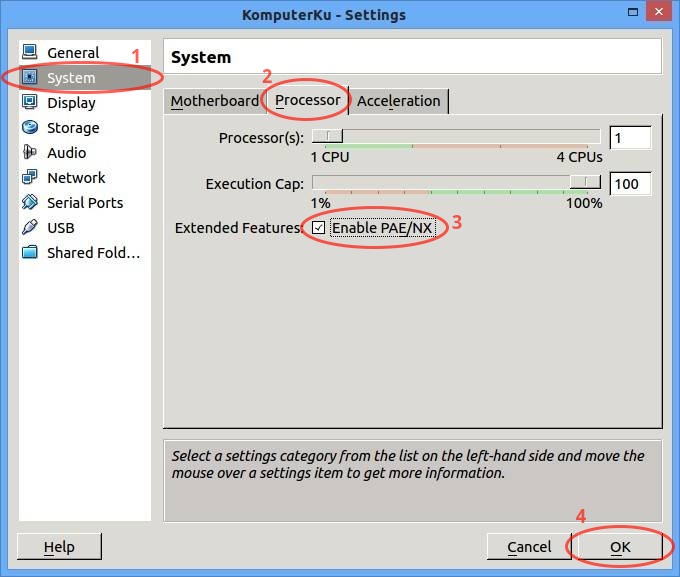 KomputerKu - Settings
General
1
System
Display
Storage
Audio
Network
Serial Ports
USB
Shared Fold...
System
2
Motherboard Processor Acceleration
Processor(s): 1
1 CPU 4 CPUs
Execution Cap: 100
1% 100%
Extended Features: Enable PAE/NX 3
Select a settings category from the list on the left-hand side and move the
mouse over a settings item to get more information.
4
Help Cancel OK